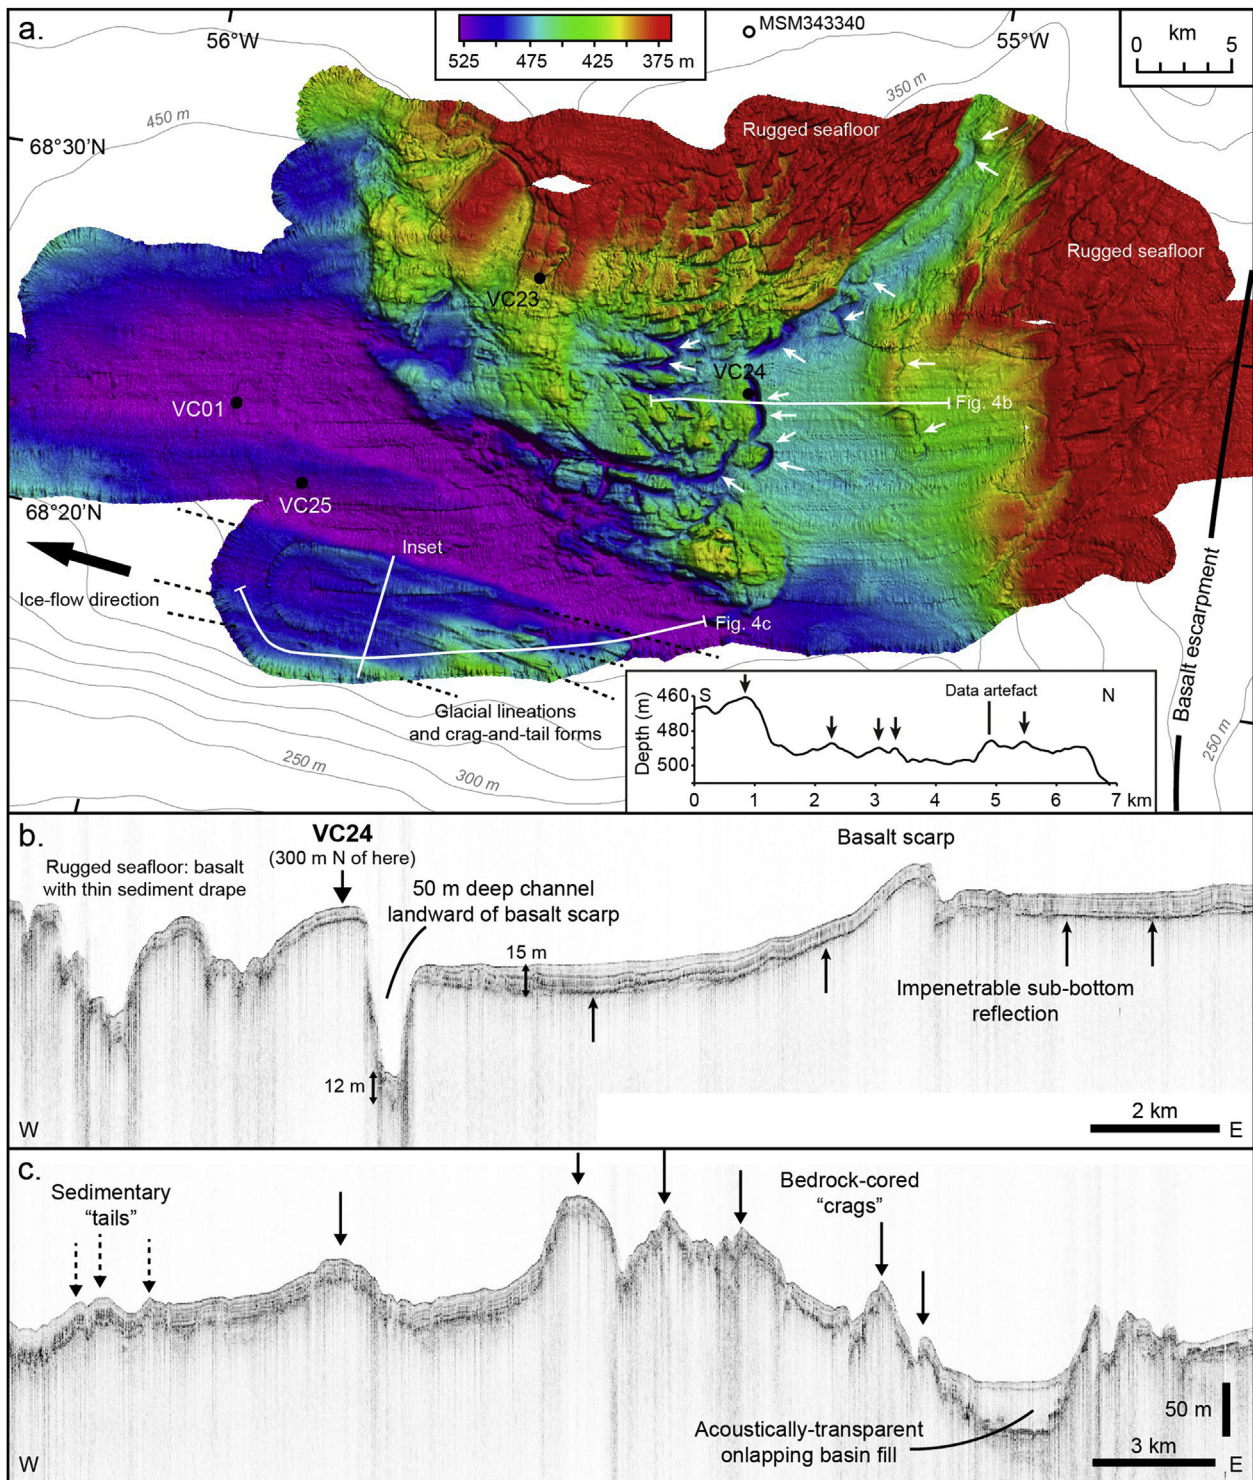 a.
56°W
525 475 425 375 m
MSM343340
55°W
km
0 5
450 m
350 m
68°30'N
Rugged seafloor
Rugged seafloor
VC23
VC24
Fig. 4b
VC01
VC25
68°20'N
Inset
Ice-flow direction
Fig. 4c
Glacial lineations
and crag-and-tail forms
250 m
300 m
Basalt escarpment
250 m
Depth (m)
460
480
500
S
Data artefact
N
0 1 2 3 4 5 6 7 km
b.
VC24
(300 m N of here)
Rugged seafloor: basalt
with thin sediment drape
50 m deep channel
landward of basalt scarp
Basalt scarp
15 m
Impenetrable sub-bottom
reflection
12 m
2 km
W
E
c.
Sedimentary
"tails"
Bedrock-cored
"crags"
Acoustically-transparent
onlapping basin fill
50 m
3 km
W
E